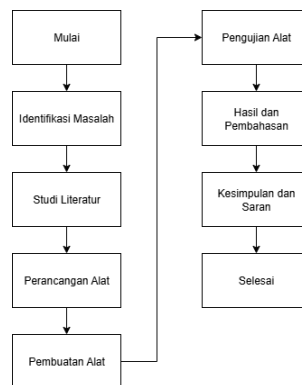 Mulai
Identifikasi Masalah
Studi Literatur
Perancangan Alat
Pembuatan Alat
Pengujian Alat
Hasil dan
Pembahasan
Kesimpulan dan
Saran
Selesai